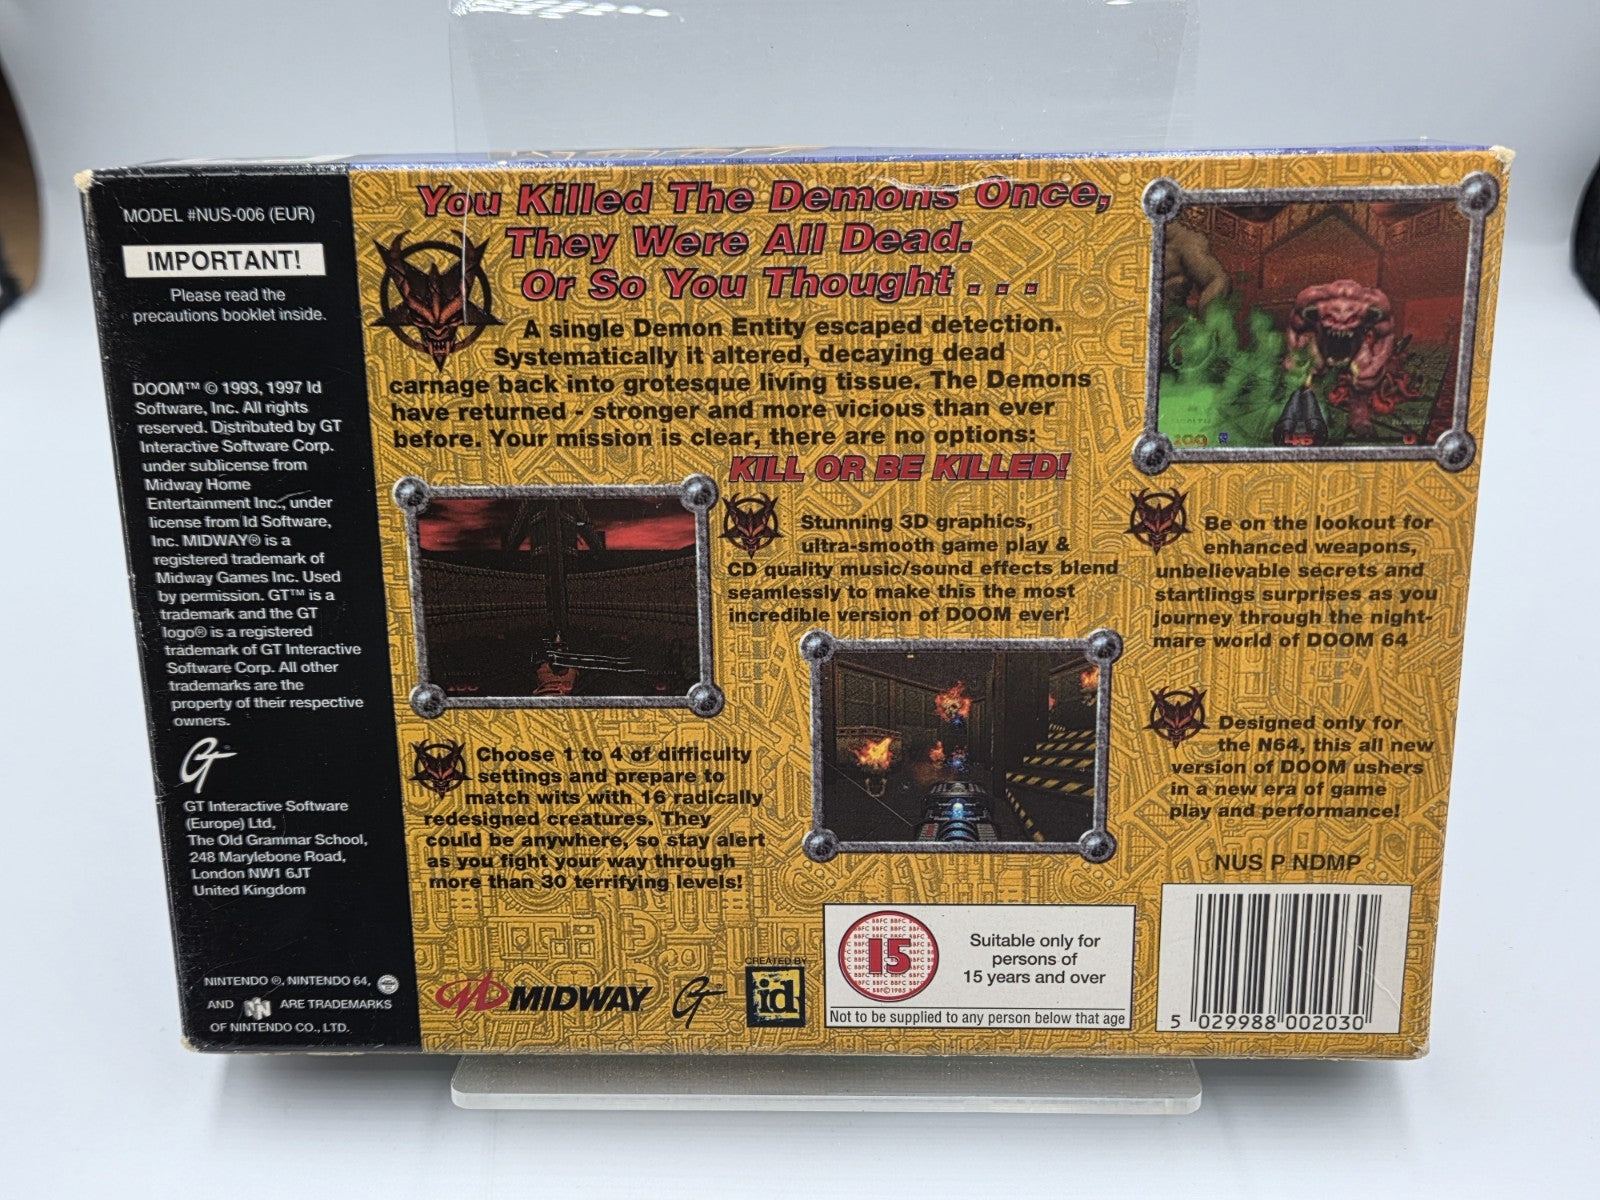 MODEL #NUS-006 (EUR)
IMPORTANT!
Please read the
precautions booklet inside.
DOOM™ © 1993, 1997 Id
Software, Inc. All rights
reserved. Distributed by GT
Interactive Software Corp.
under sublicense from
Midway Home
Entertainment Inc., under
license from Id Software,
Inc. MIDWAY® is a
registered trademark of
Midway Games Inc. Used
by permission. GT™ is a
trademark and the GT
logo® is a registered
trademark of GT Interactive
Software Corp. All other
trademarks are the
property of their respective
owners.
GT®
GT Interactive Software
(Europe) Ltd,
The Old Grammar School,
248 Marylebone Road,
London NW1 6JT
United Kingdom
NINTENDO ®, NINTENDO 64,
AND N ARE TRADEMARKS
OF NINTENDO CO., LTD.
You Killed The Demons Once,
They Were All Dead.
Or So You Thought . . .
A single Demon Entity escaped detection.
Systematically it altered, decaying dead
carnage back into grotesque living tissue. The Demons
have returned - stronger and more vicious than ever
before. Your mission is clear, there are no options:
KILL OR BE KILLED!
Stunning 3D graphics,
ultra-smooth game play &
CD quality music/sound effects blend
seamlessly to make this the most
incredible version of DOOM ever!
Choose 1 to 4 of difficulty
settings and prepare to
match wits with 16 radically
redesigned creatures. They
could be anywhere, so stay alert
as you fight your way through
more than 30 terrifying levels!
HEALTH
100
46
0
Be on the lookout for
enhanced weapons,
unbelievable secrets and
startlings surprises as you
journey through the night-
mare world of DOOM 64
Designed only for
the N64, this all new
version of DOOM ushers
in a new era of game
play and performance!
NUS P NDMP
MIDWAY
GT®
CREATED BY
id
15
Suitable only for
persons of
15 years and over
Not to be supplied to any person below that age
5 029988 002030